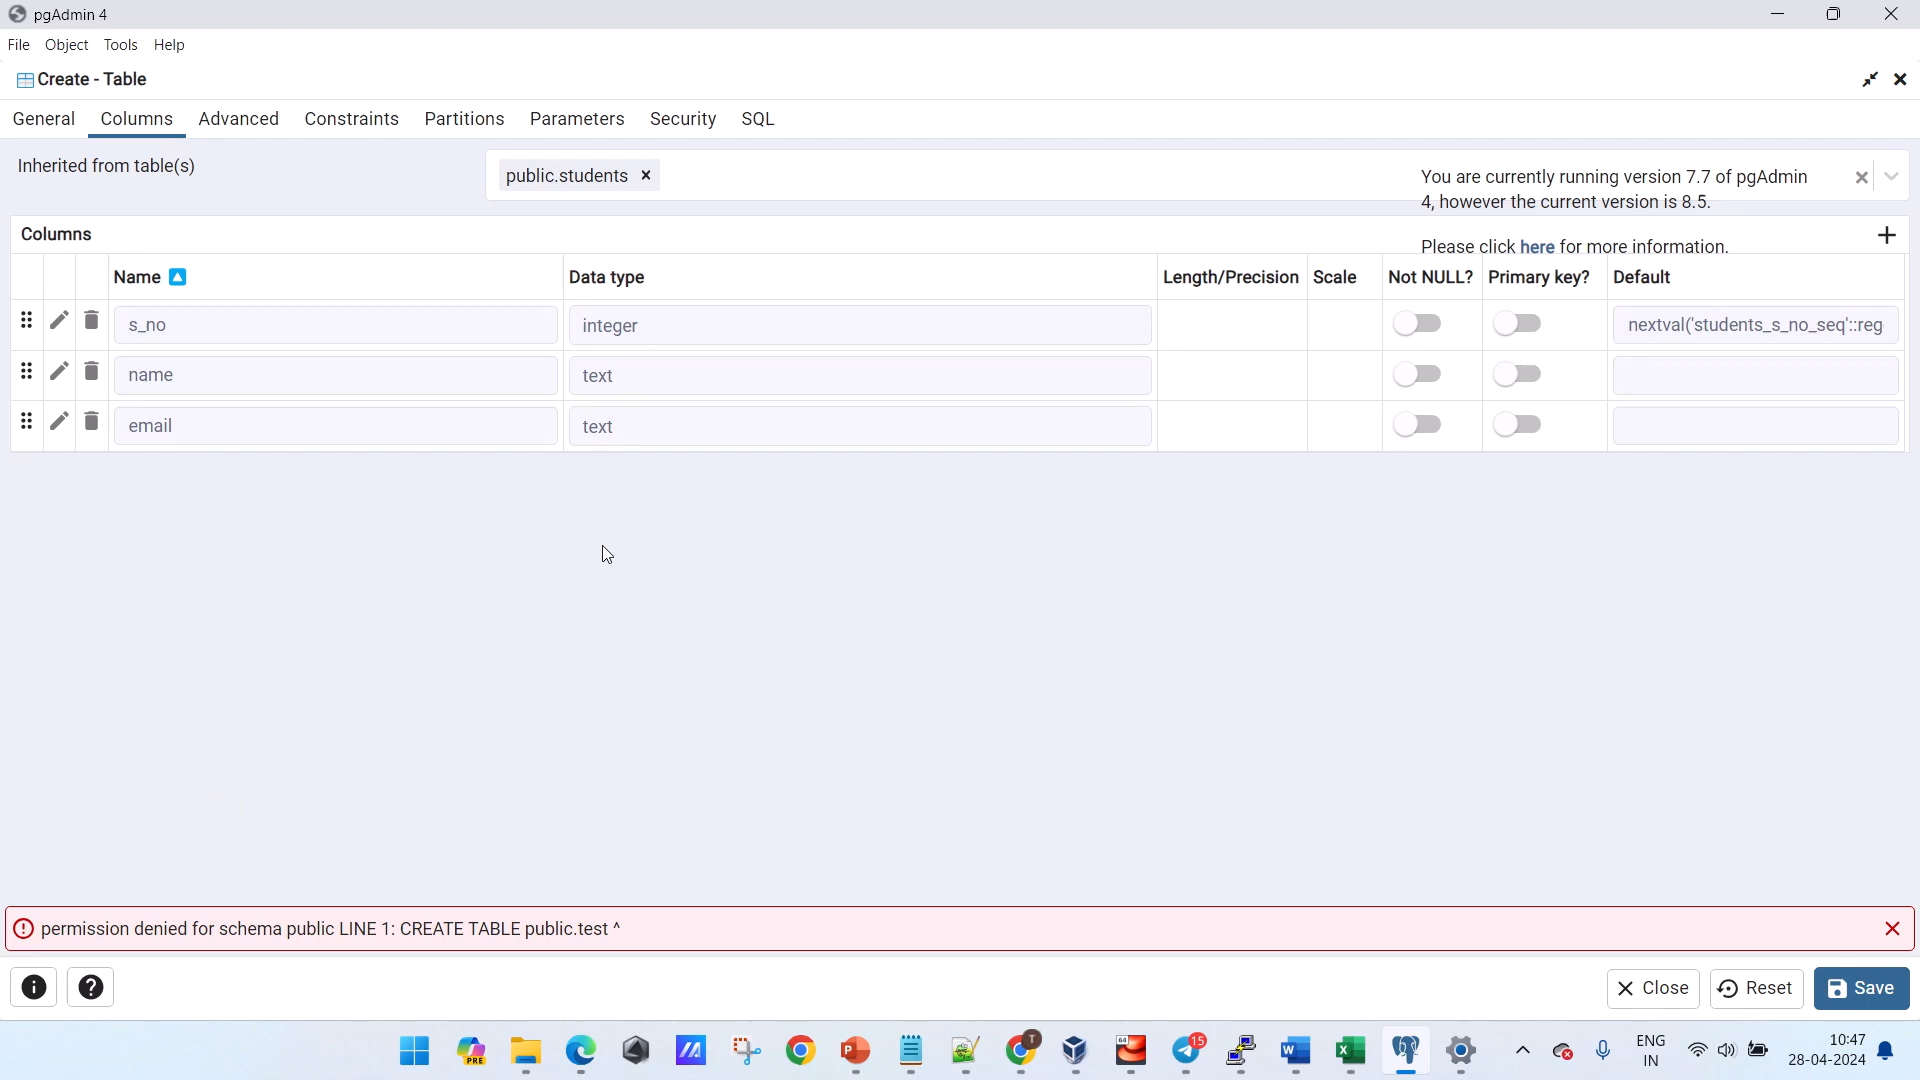 pgAdmin 4
File Object Tools Help
Create - Table
General Columns Advanced Constraints Partitions Parameters Security SQL
Inherited from table(s)
public.students
You are currently running version 7.7 of pgAdmin
4, however the current version is 8.5.
Please click here for more information.
Columns
Name Data type Length/Precision Scale Not NULL? Primary key? Default
s_no integer nextval('students_s_no_seq'::reg
name text
email text
permission denied for schema public LINE 1: CREATE TABLE public.test ^
Close Reset Save
PRE
64
T
15
ENG
IN
10:47
28-04-2024